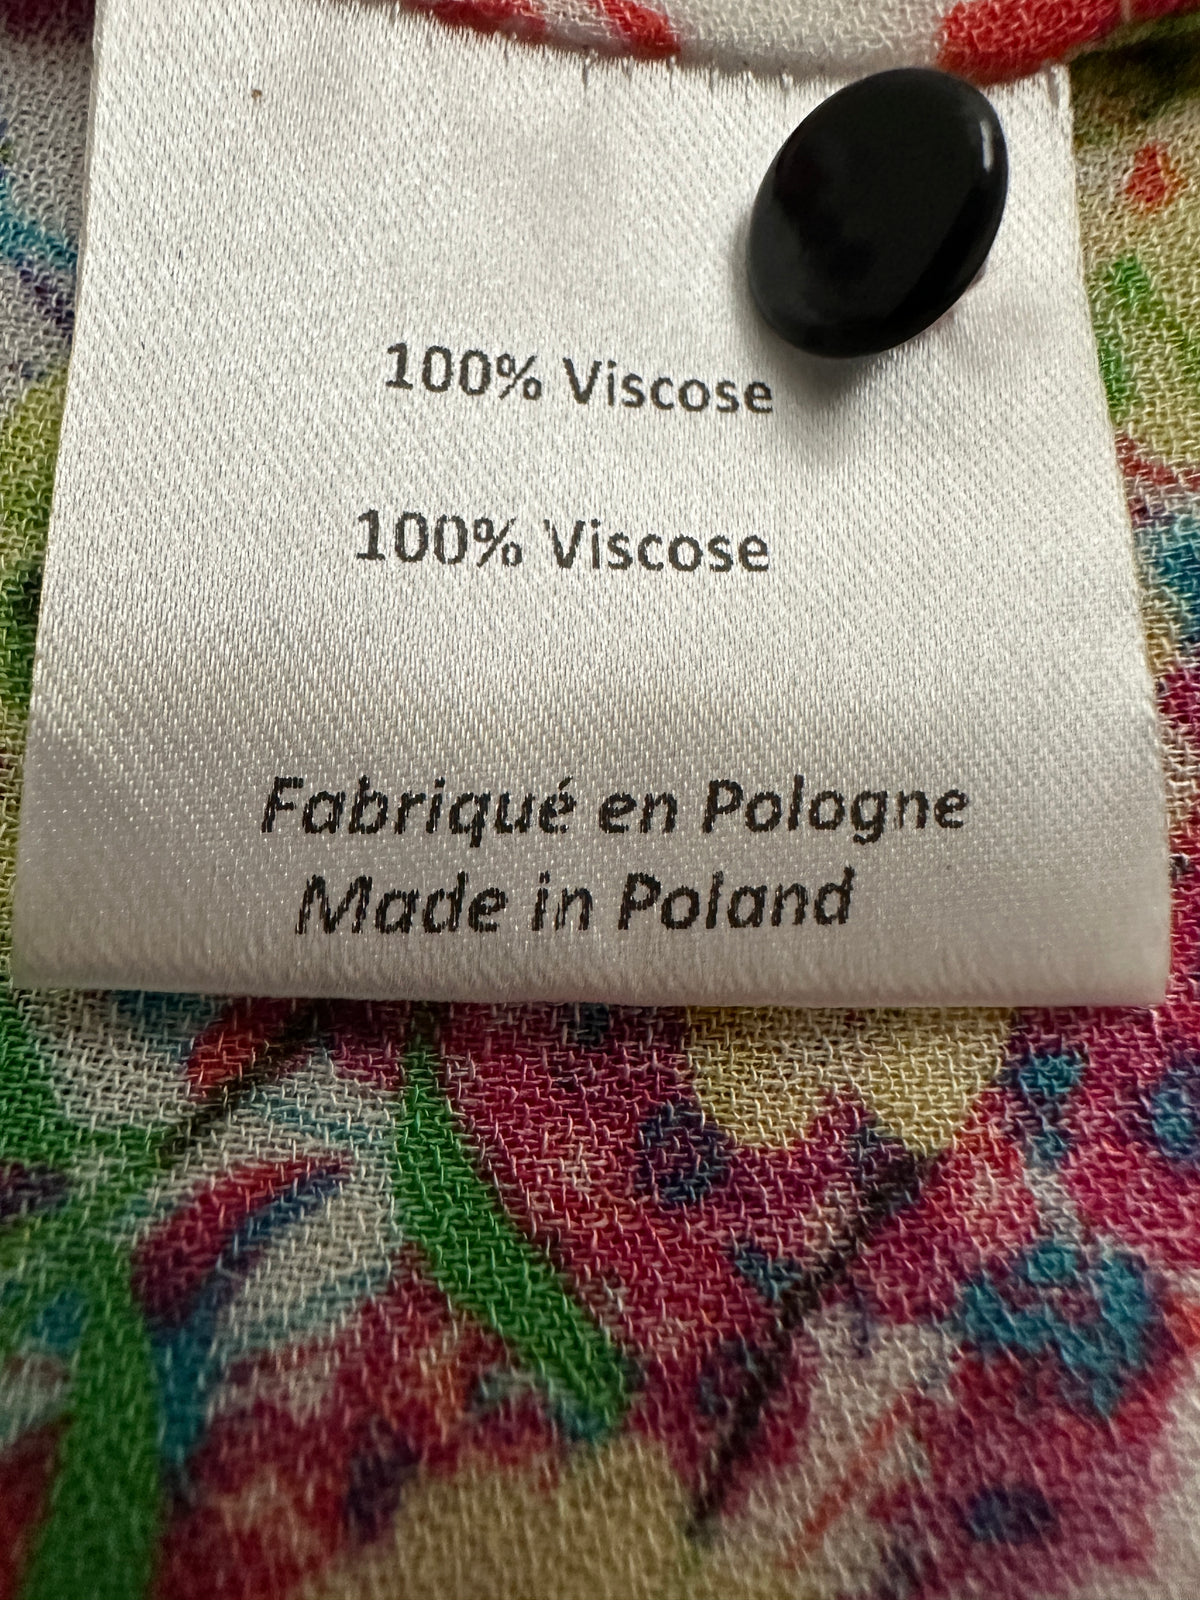 100% Viscose
100% Viscose
Fabriqué en Pologne
Made in Poland